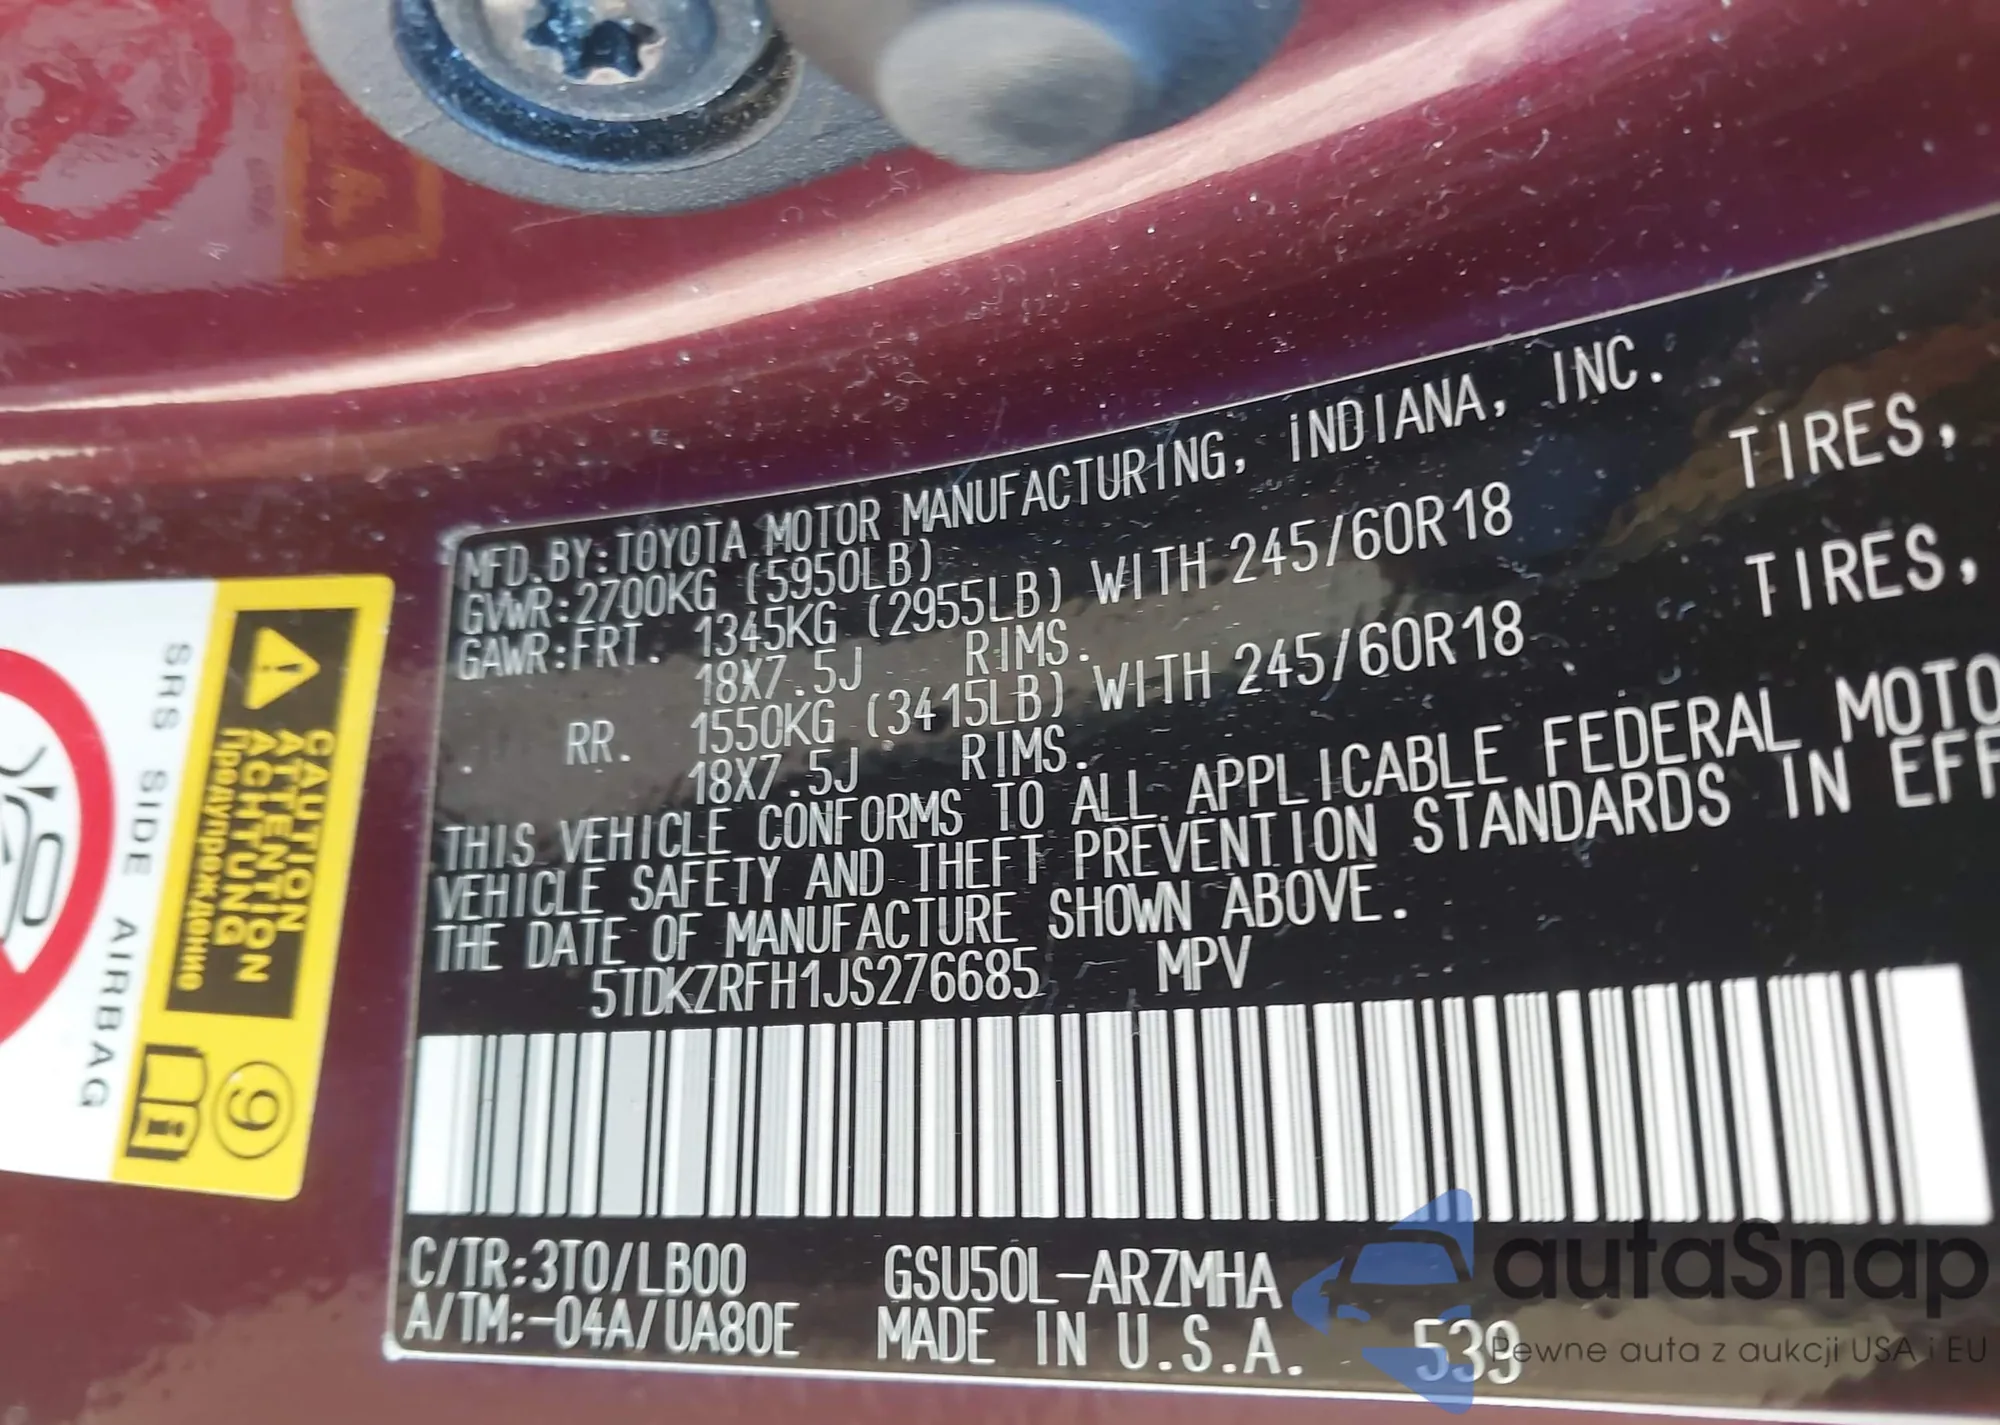 MFD.BY:TOYOTA MOTOR MANUFACTURING, INDIANA, INC.
GVWR:2700KG (5950LB)
GAWR:FRT. 1345KG (2955LB) WITH 245/60R18 TIRES,
18X7.5J RIMS.
RR. 1550KG (3415LB) WITH 245/60R18 TIRES,
18X7.5J RIMS.
THIS VEHICLE CONFORMS TO ALL APPLICABLE FEDERAL MOTO
VEHICLE SAFETY AND THEFT PREVENTION STANDARDS IN EFF
THE DATE OF MANUFACTURE SHOWN ABOVE.
5TDKZRFH1JS276685 MPV
C/TR:3T0/LB00 GSU50L-ARZMHA
A/TM:-04A/UA80E MADE IN U.S.A. 539
CAUTION
ATTENTION
ACHTUNG
Предупреждение
SRS SIDE AIRBAG
9
i
autaSnap
Pewne auta z aukcji USA i EU